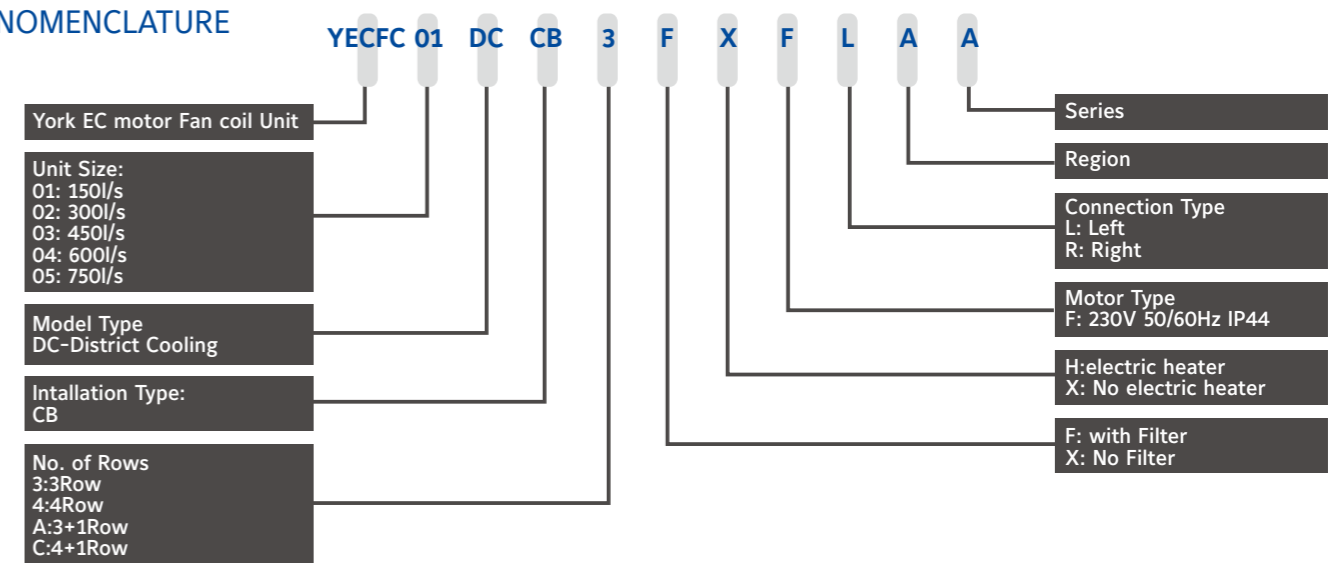 NOMENCLATURE
YECFC 01 DC CB 3 F X F L A A
York EC motor Fan coil Unit
Unit Size:
01: 150l/s
02: 300l/s
03: 450l/s
04: 600l/s
05: 750l/s
Model Type
DC-District Cooling
Intallation Type:
CB
No. of Rows
3:3Row
4:4Row
A:3+1Row
C:4+1Row
Series
Region
Connection Type
L: Left
R: Right
Motor Type
F: 230V 50/60Hz IP44
H:electric heater
X: No electric heater
F: with Filter
X: No Filter